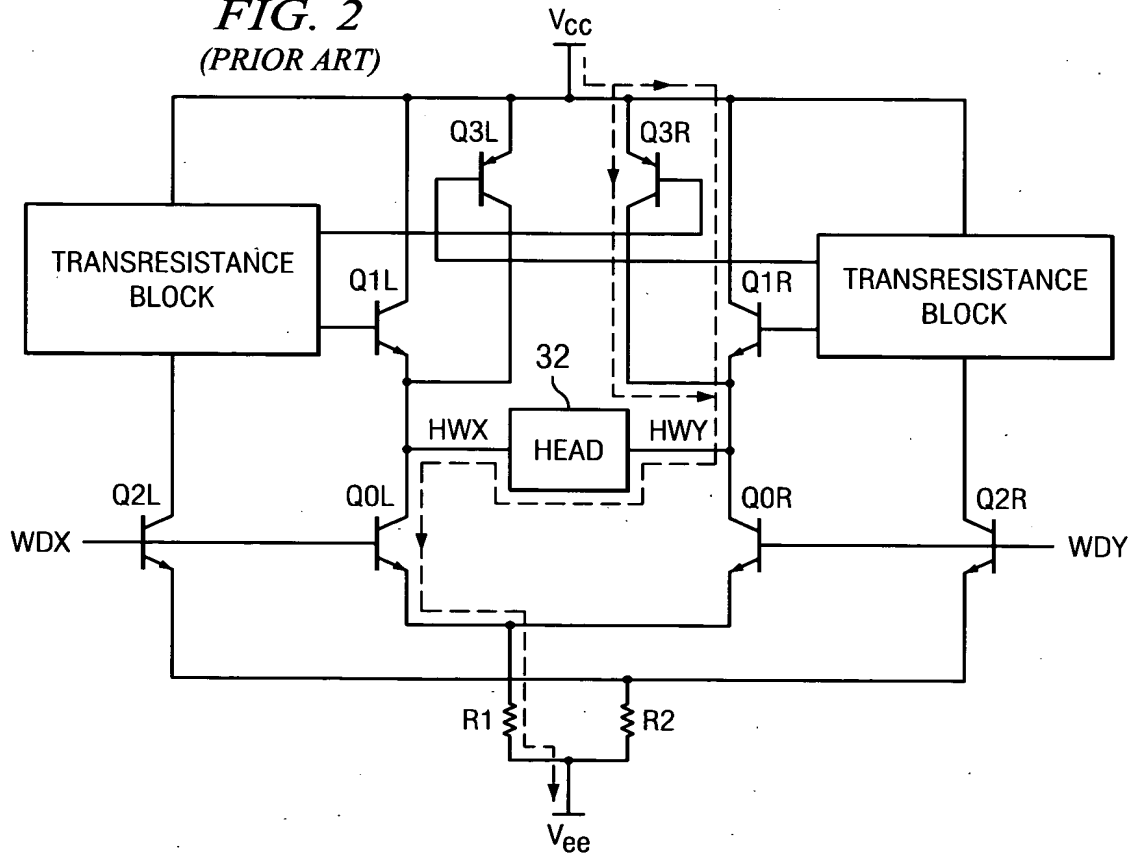 FIG. 2
(PRIOR ART)
Vcc
Q3L
Q3R
TRANSRESISTANCE
BLOCK
Q1L
Q1R
TRANSRESISTANCE
BLOCK
32
HWX
HEAD
HWY
Q2L
Q0L
Q0R
Q2R
WDX
WDY
R1
R2
Vee